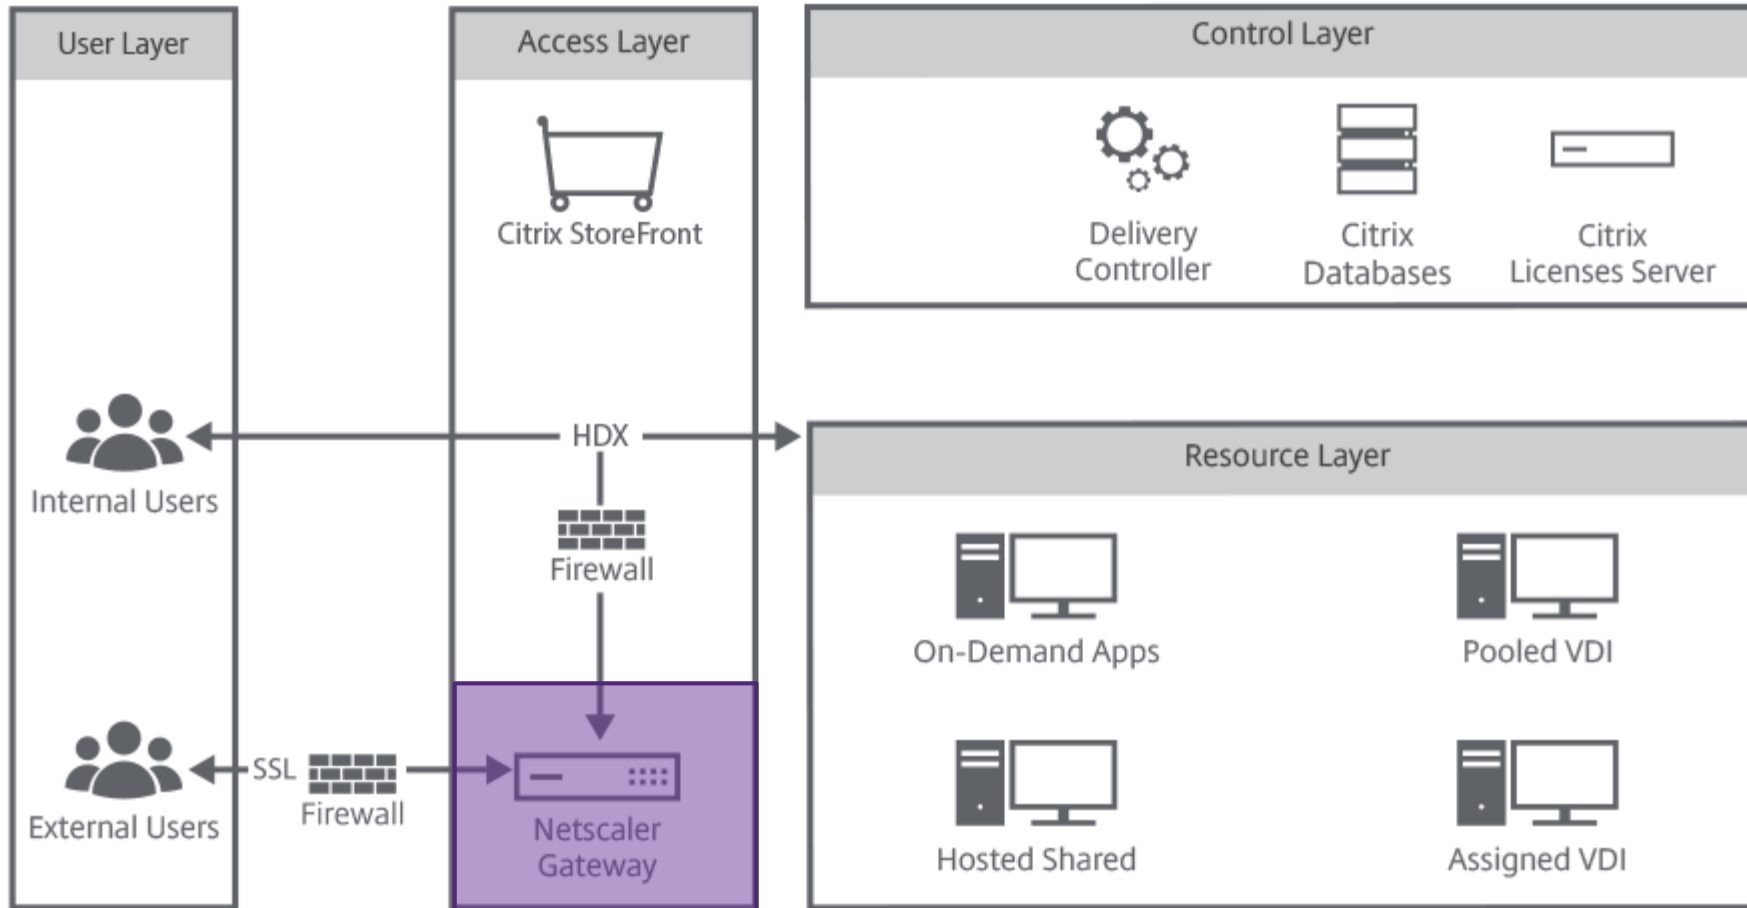 User Layer
Access Layer
Control Layer
Citrix StoreFront
Delivery
Controller
Citrix
Databases
Citrix
Licenses Server
HDX
Internal Users
Firewall
Resource Layer
On-Demand Apps
Pooled VDI
SSL
Firewall
External Users
Netscaler
Gateway
Hosted Shared
Assigned VDI